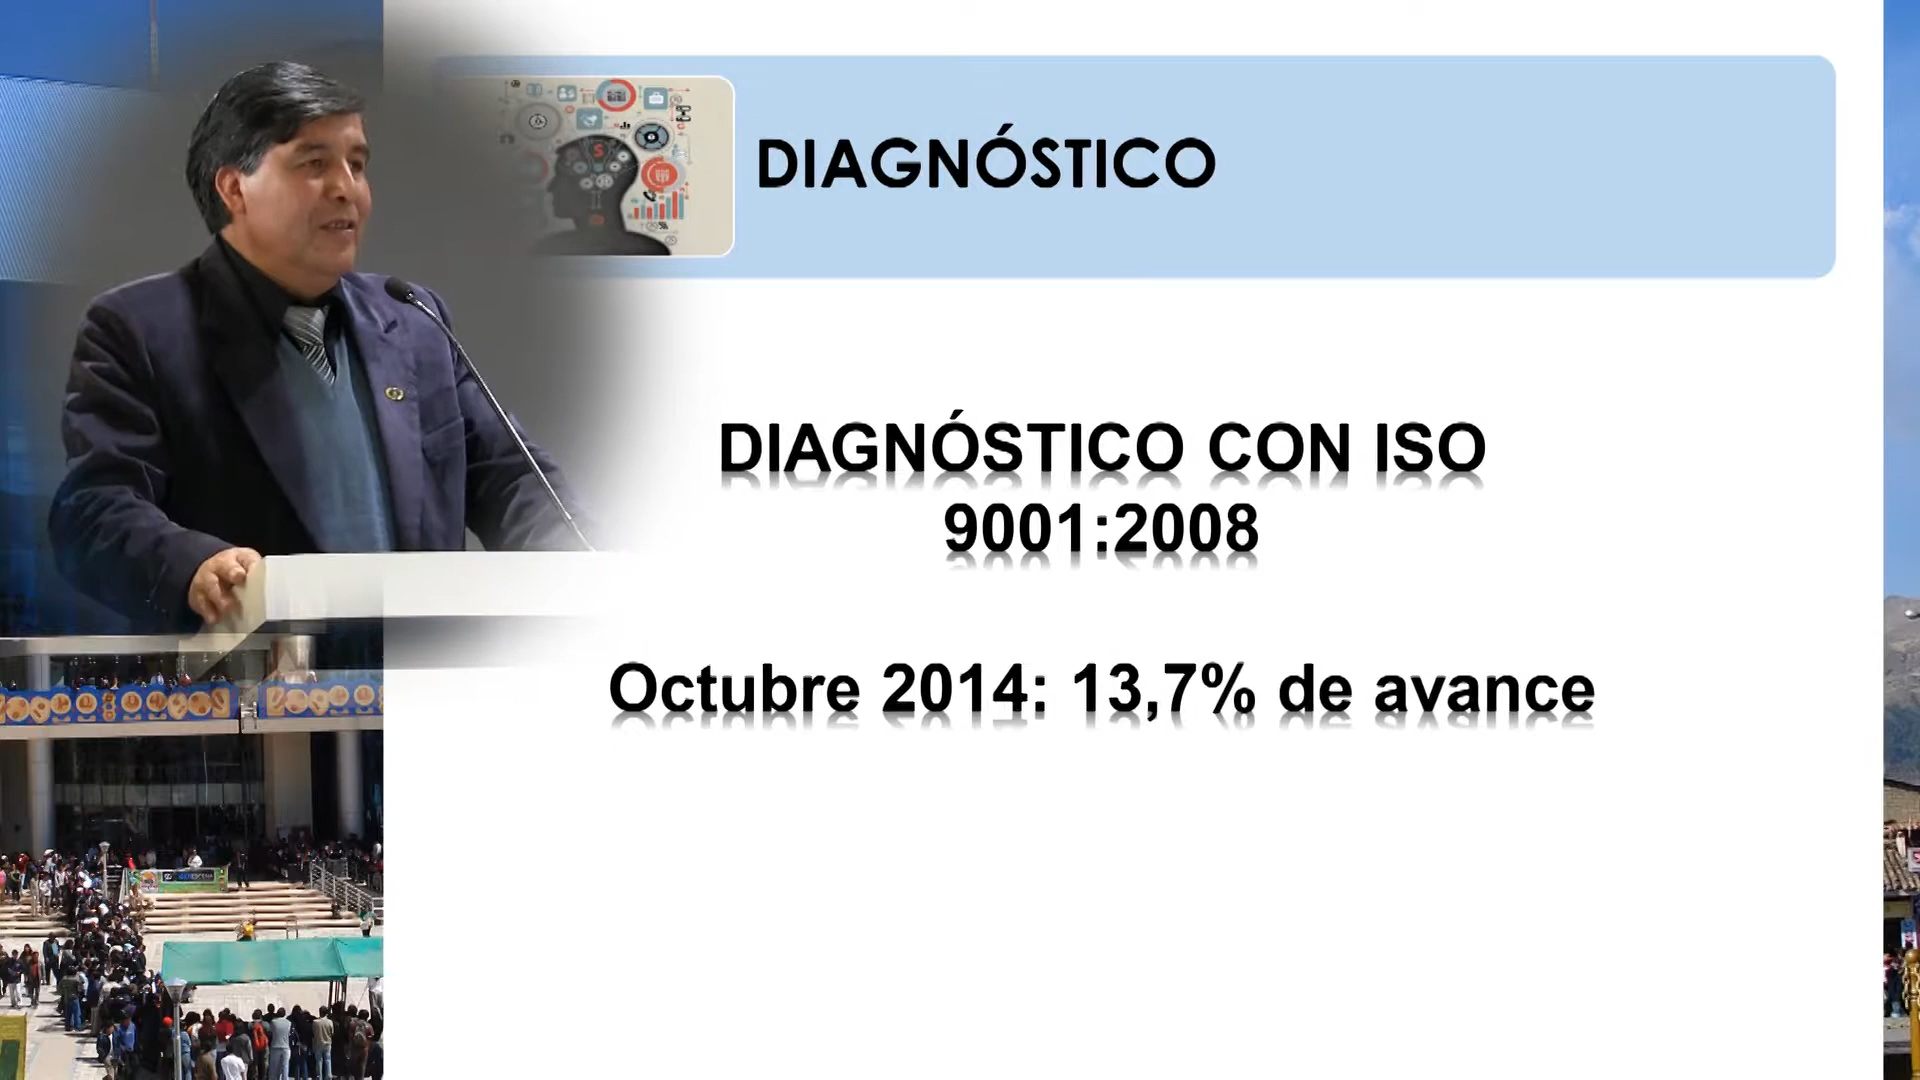 DIAGNÓSTICO
DIAGNÓSTICO CON ISO
9001:2008
Octubre 2014: 13,7% de avance